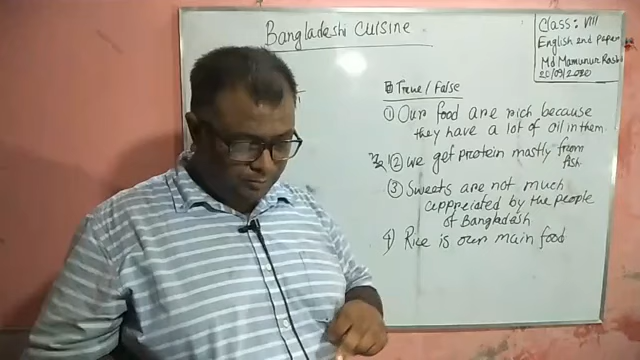 Bangladeshi Cuisine
Class: VIII
English 2nd Paper
Md Mamunur Rash
20/09/2020
True/False
① Our food are rich because
they have a lot of oil in them
② we get protein mostly from
fish
③ Sweets are not much
appreciated by the people
of Bangladesh
4) Rice is our main food